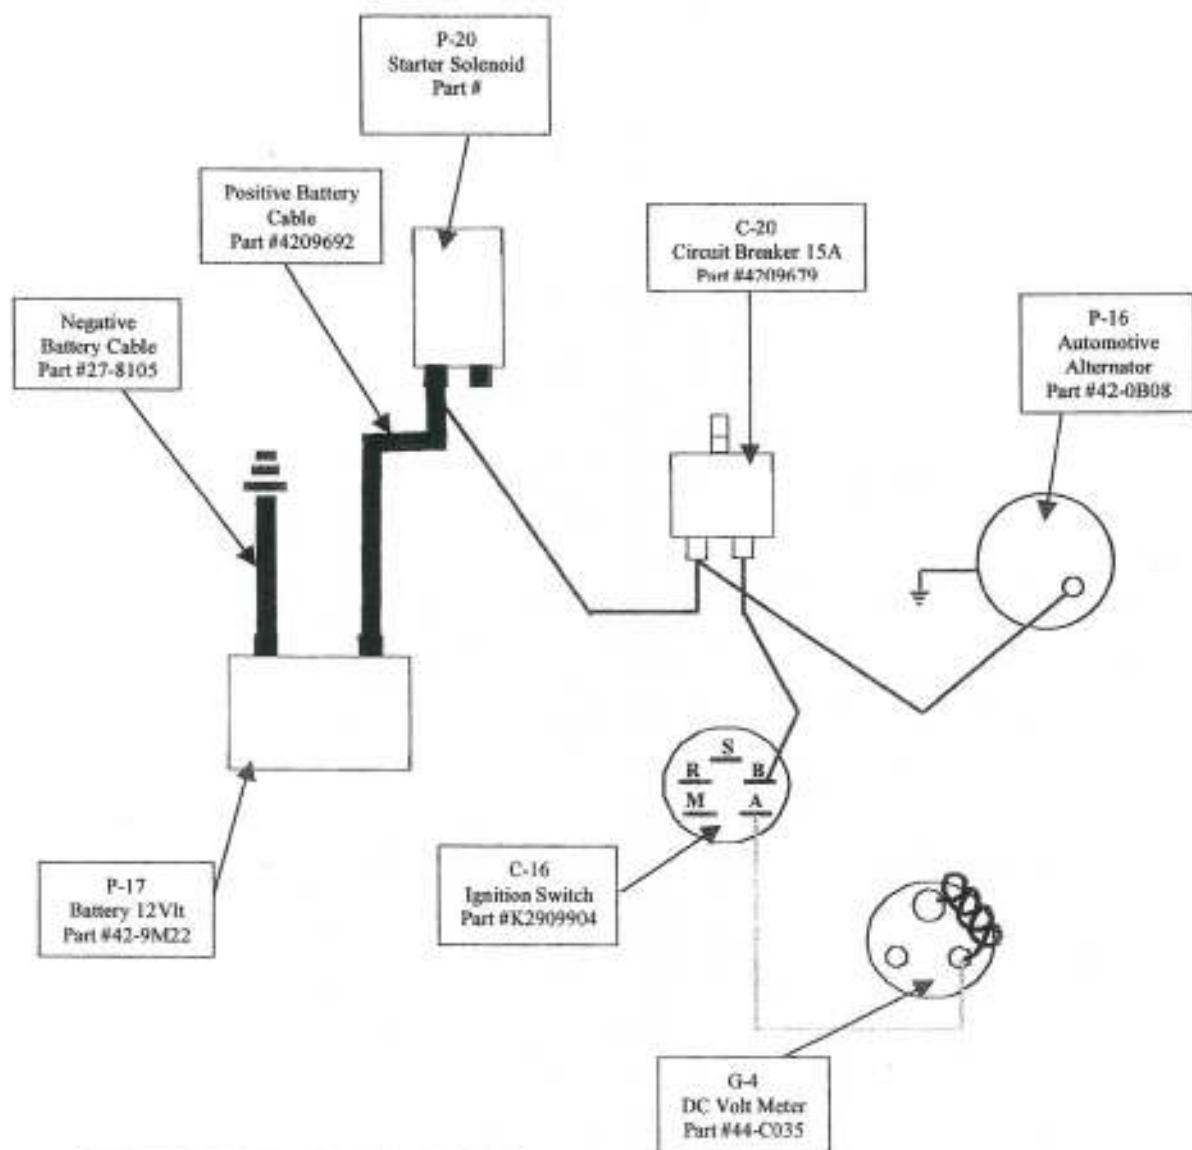 P-20
Starter Solenoid
Part #
Positive Battery
Cable
Part #4209692
C-20
Circuit Breaker 15A
Part #4209679
Negative
Battery Cable
Part #27-8105
P-16
Automotive
Alternator
Part #42-0B08
S
R B
M A
C-16
Ignition Switch
Part #K2909904
P-17
Battery 12Vlt
Part #42-9M22
G-4
DC Volt Meter
Part #44-C035